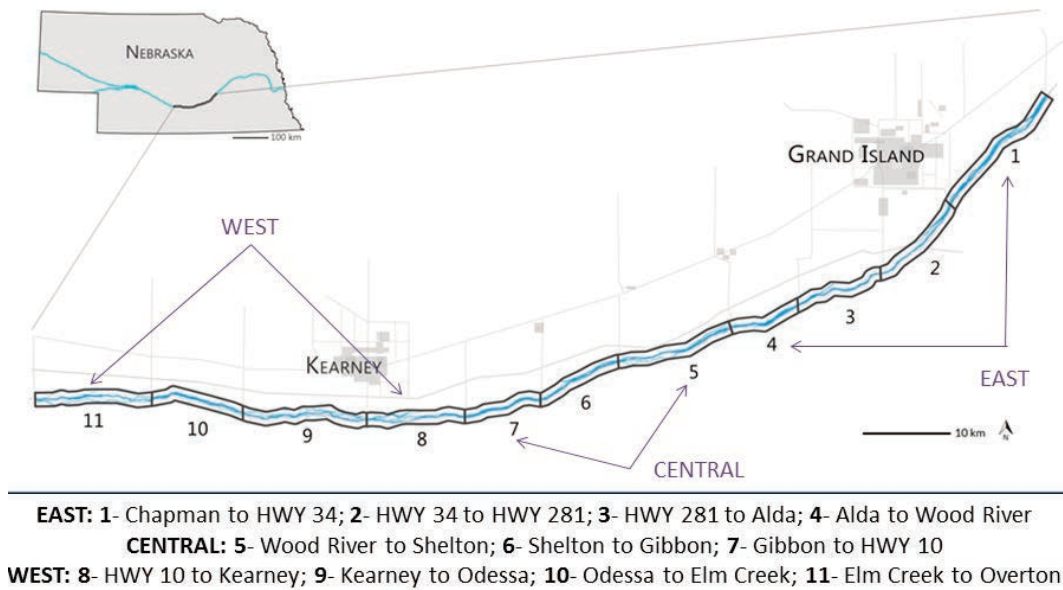 NEBRASKA
100 km
GRAND ISLAND
1
WEST
2
3
KEARNEY
4
5
EAST
6
11
10
9
8
7
10 km
N
CENTRAL
EAST: 1- Chapman to HWY 34; 2- HWY 34 to HWY 281; 3- HWY 281 to Alda; 4- Alda to Wood River
CENTRAL: 5- Wood River to Shelton; 6- Shelton to Gibbon; 7- Gibbon to HWY 10
WEST: 8- HWY 10 to Kearney; 9- Kearney to Odessa; 10- Odessa to Elm Creek; 11- Elm Creek to Overton